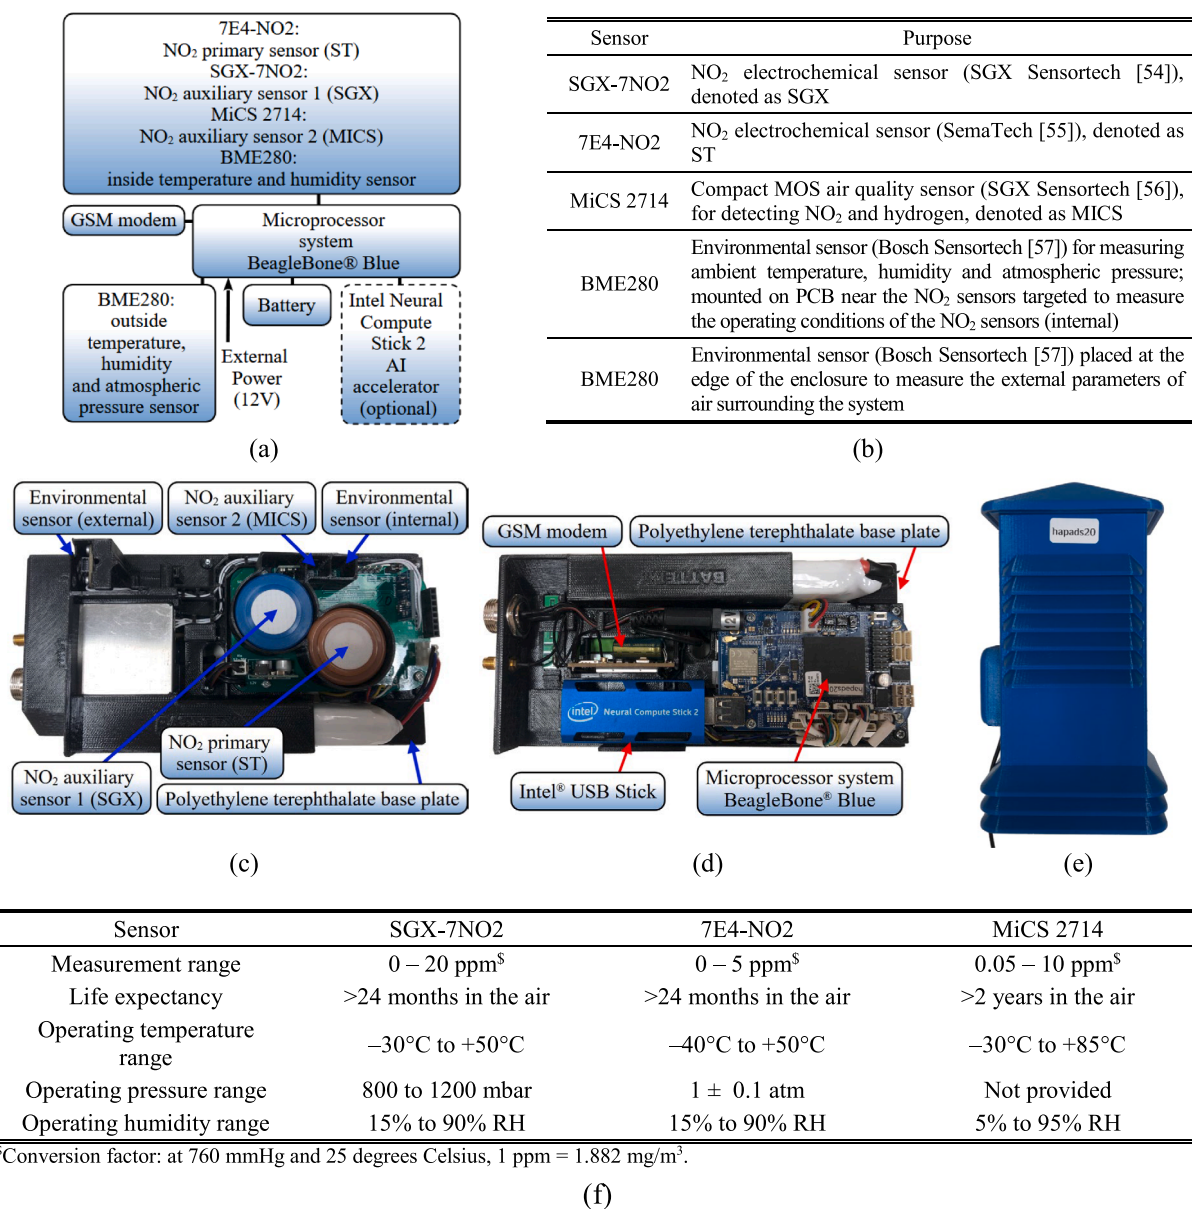 7E4-NO2:
NO₂ primary sensor (ST)
SGX-7NO2:
NO₂ auxiliary sensor 1 (SGX)
MiCS 2714:
NO₂ auxiliary sensor 2 (MICS)
BME280:
inside temperature and humidity sensor
GSM modem
Microprocessor
system
BeagleBone® Blue
BME280:
outside
temperature,
humidity
and atmospheric
pressure sensor
External
Power
(12V)
Battery
Intel Neural
Compute
Stick 2
AI
accelerator
(optional)
(a)
Sensor Purpose
SGX-7NO2 NO₂ electrochemical sensor (SGX Sensortech [54]),
denoted as SGX
7E4-NO2 NO₂ electrochemical sensor (SemaTech [55]), denoted as
ST
MiCS 2714 Compact MOS air quality sensor (SGX Sensortech [56]),
for detecting NO₂ and hydrogen, denoted as MICS
BME280 Environmental sensor (Bosch Sensortech [57]) for measuring
ambient temperature, humidity and atmospheric pressure;
mounted on PCB near the NO₂ sensors targeted to measure
the operating conditions of the NO₂ sensors (internal)
BME280 Environmental sensor (Bosch Sensortech [57]) placed at the
edge of the enclosure to measure the external parameters of
air surrounding the system
(b)
Environmental
sensor (external)
NO₂ auxiliary
sensor 2 (MICS)
Environmental
sensor (internal)
NO₂ primary
sensor (ST)
NO₂ auxiliary
sensor 1 (SGX)
Polyethylene terephthalate base plate
(c)
GSM modem
Polyethylene terephthalate base plate
BATTERY
12V
hapads20
intel Neural Compute Stick 2
Intel® USB Stick
Microprocessor system
BeagleBone® Blue
(d)
hapads20
(e)
Sensor SGX-7NO2 7E4-NO2 MiCS 2714
Measurement range 0 – 20 ppm$ 0 – 5 ppm$ 0.05 – 10 ppm$
Life expectancy >24 months in the air >24 months in the air >2 years in the air
Operating temperature
range –30°C to +50°C –40°C to +50°C –30°C to +85°C
Operating pressure range 800 to 1200 mbar 1 ± 0.1 atm Not provided
Operating humidity range 15% to 90% RH 15% to 90% RH 5% to 95% RH
$Conversion factor: at 760 mmHg and 25 degrees Celsius, 1 ppm = 1.882 mg/m³.
(f)